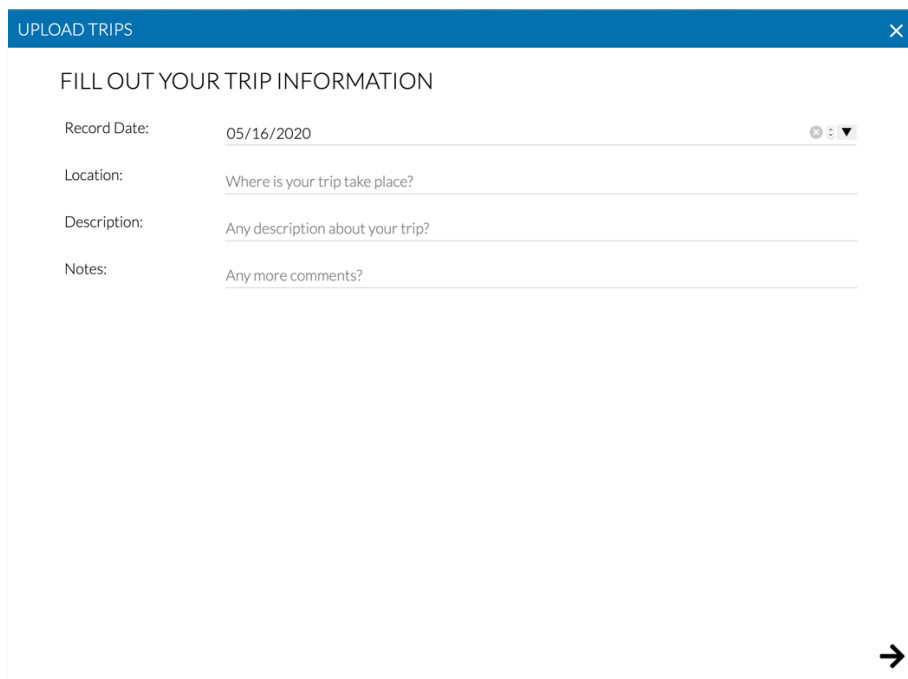 UPLOAD TRIPS
FILL OUT YOUR TRIP INFORMATION
Record Date: 05/16/2020
Location: Where is your trip take place?
Description: Any description about your trip?
Notes: Any more comments?